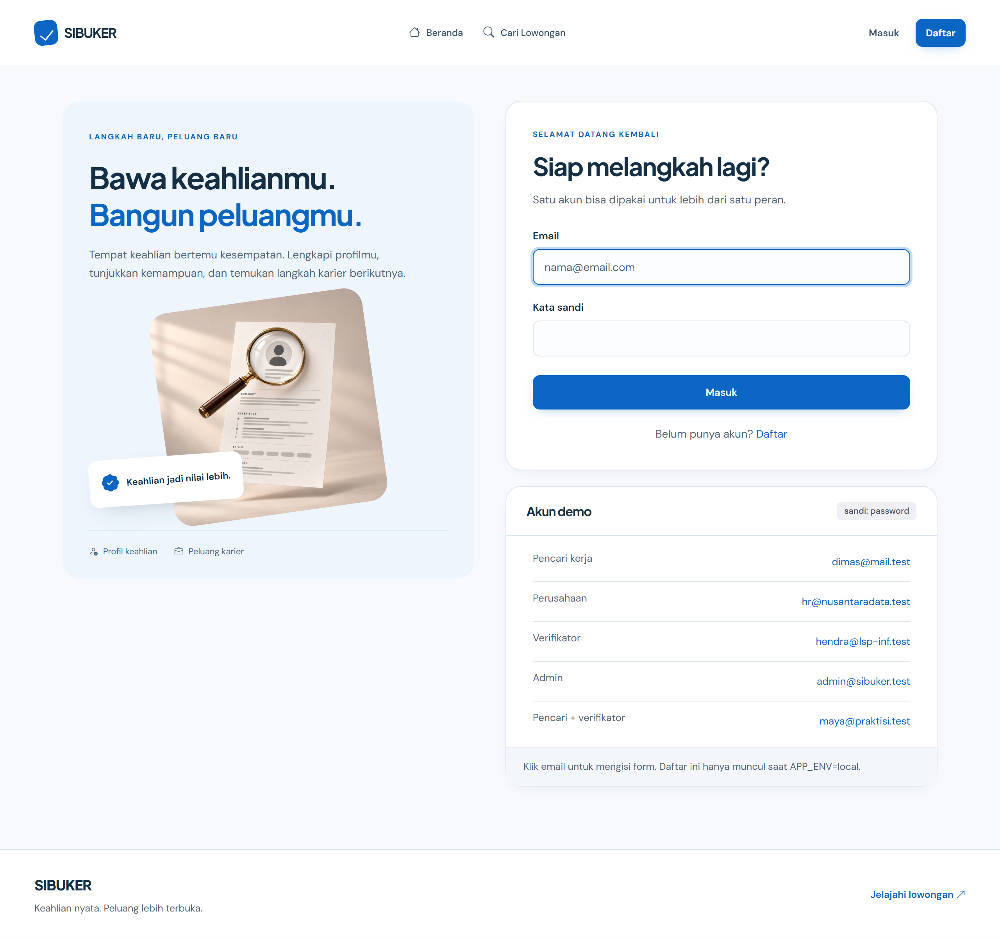 SIBUKER
Beranda
Cari Lowongan
Masuk
Daftar
LANGKAH BARU, PELUANG BARU
Bawa keahlianmu.
Bangun peluangmu.
Tempat keahlian bertemu kesempatan. Lengkapi profilmu,
tunjukkan kemampuan, dan temukan langkah karier berikutnya.
SUMMARY
EXPERIENCE
SKILLS
Keahlian jadi nilai lebih.
Profil keahlian
Peluang karier
SELAMAT DATANG KEMBALI
Siap melangkah lagi?
Satu akun bisa dipakai untuk lebih dari satu peran.
Email
nama@email.com
Kata sandi
Masuk
Belum punya akun? Daftar
Akun demo
sandi: password
Pencari kerja
dimas@mail.test
Perusahaan
hr@nusantaradata.test
Verifikator
hendra@lsp-inf.test
Admin
admin@sibuker.test
Pencari + verifikator
maya@praktisi.test
Klik email untuk mengisi form. Daftar ini hanya muncul saat APP_ENV=local.
SIBUKER
Keahlian nyata. Peluang lebih terbuka.
Jelajahi lowongan